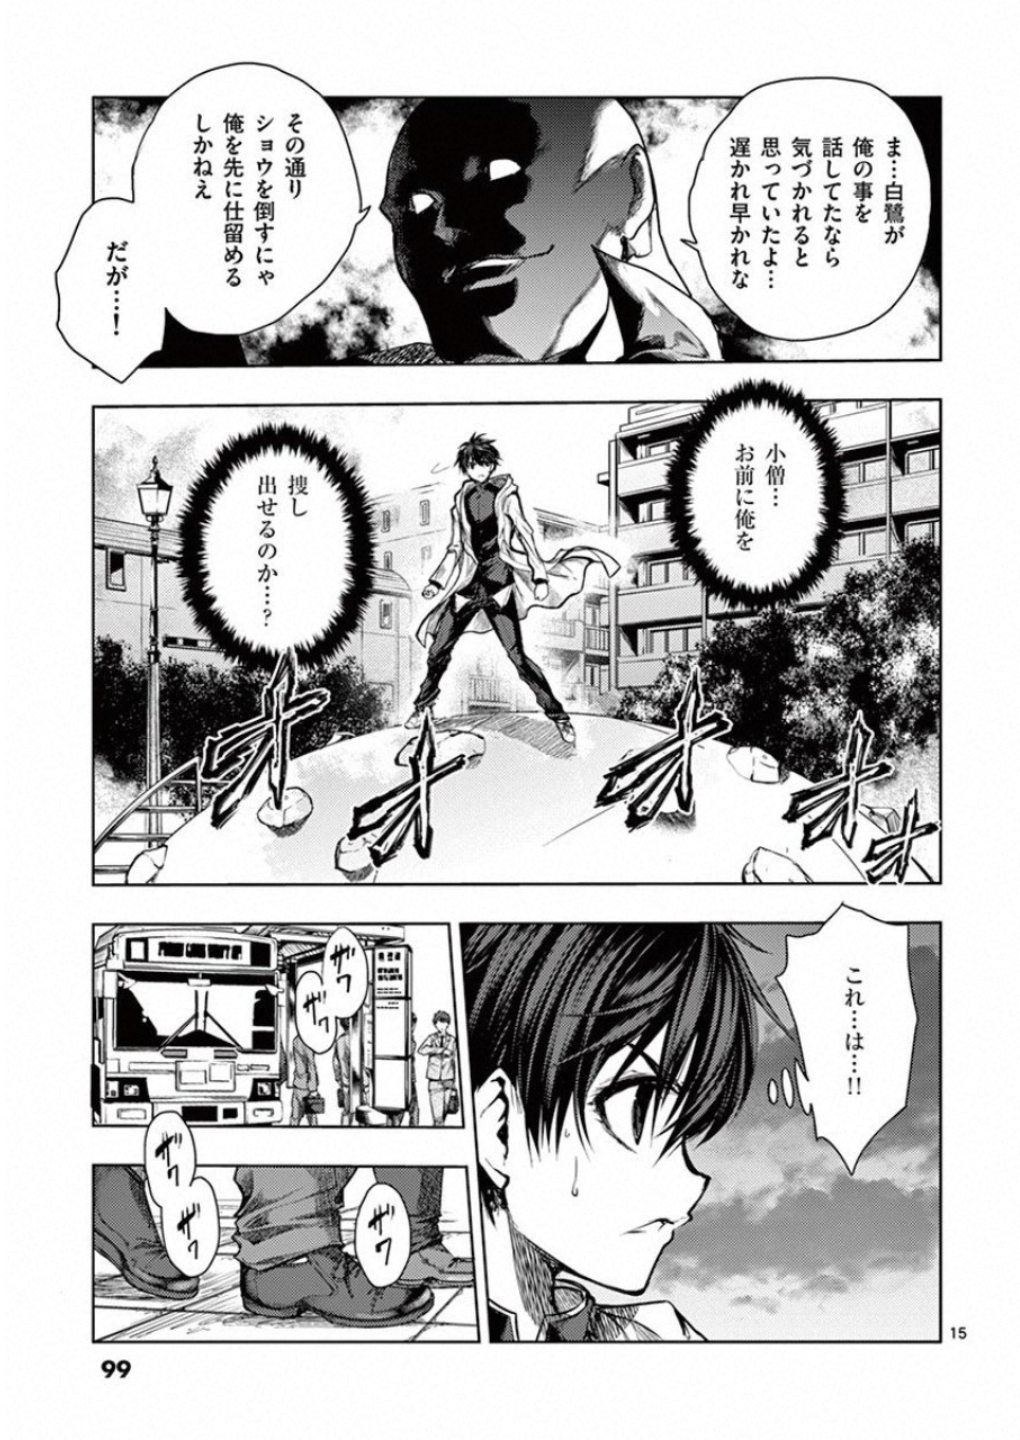 ま…白鷺が
俺の事を
話してたなら
気づかれると
思っていたよ…
遅かれ早かれな
その通り
ショウを倒すにゃ
俺を先に仕留める
しかねえ
だが…！
小僧…
お前に俺を
捜し
出せるのか…？
オオオオオ
これ…は…!!
ザワ
ザワ
ザワ
ザワ
ザワ
15
99